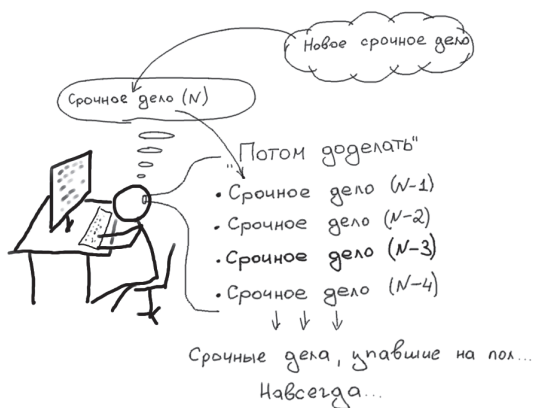 Новое срочное дело
Срочное дело (N)
"Потом доделать"
• Срочное дело (N-1)
• Срочное дело (N-2)
• Срочное дело (N-3)
• Срочное дело (N-4)
Срочные дела, упавшие на пол...
Навсегда...